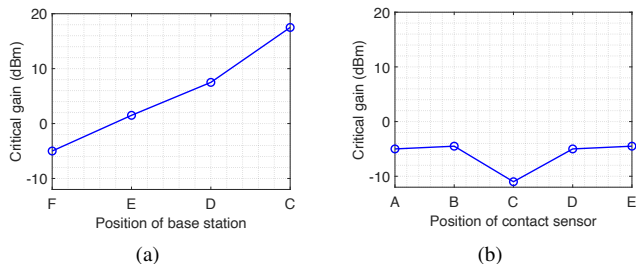 20
10
0
-10
Critical gain (dBm)
F E D C
Position of base station
(a)
20
10
0
-10
Critical gain (dBm)
A B C D E
Position of contact sensor
(b)